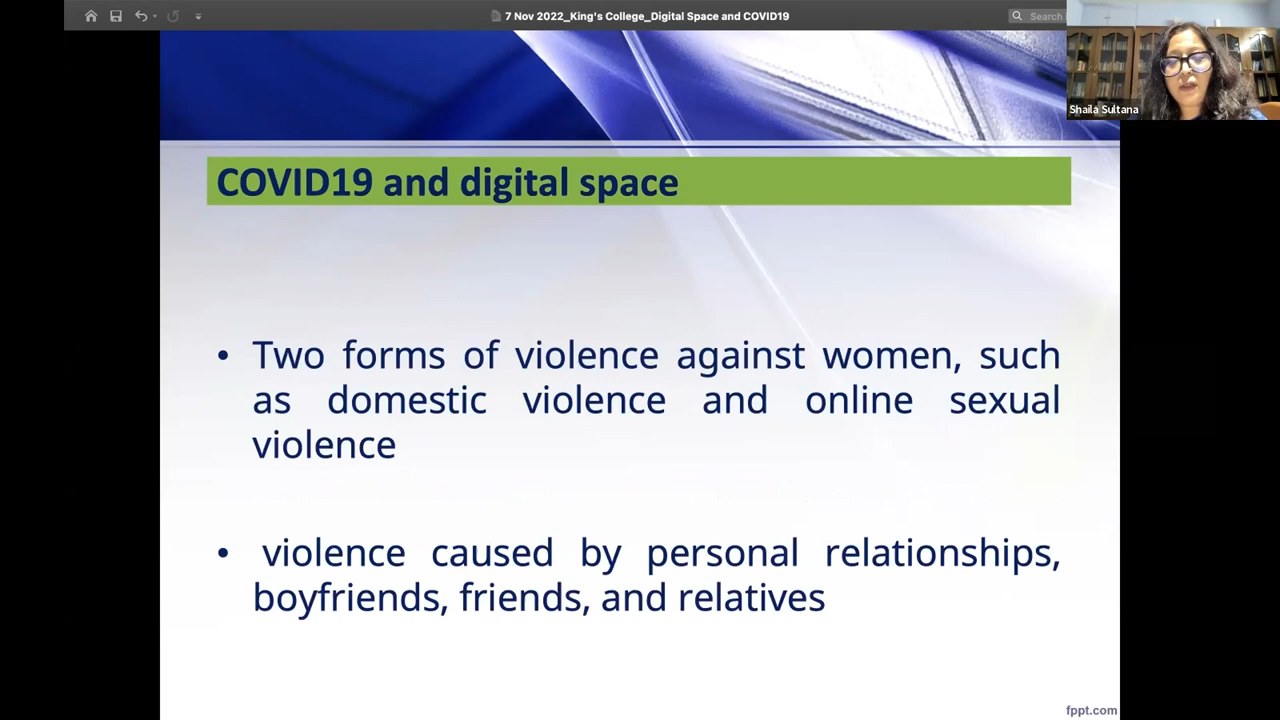 7 Nov 2022_King's College_Digital Space and COVID19
Search
Shaila Sultana
COVID19 and digital space
• Two forms of violence against women, such
as domestic violence and online sexual
violence
• violence caused by personal relationships,
boyfriends, friends, and relatives
fppt.com